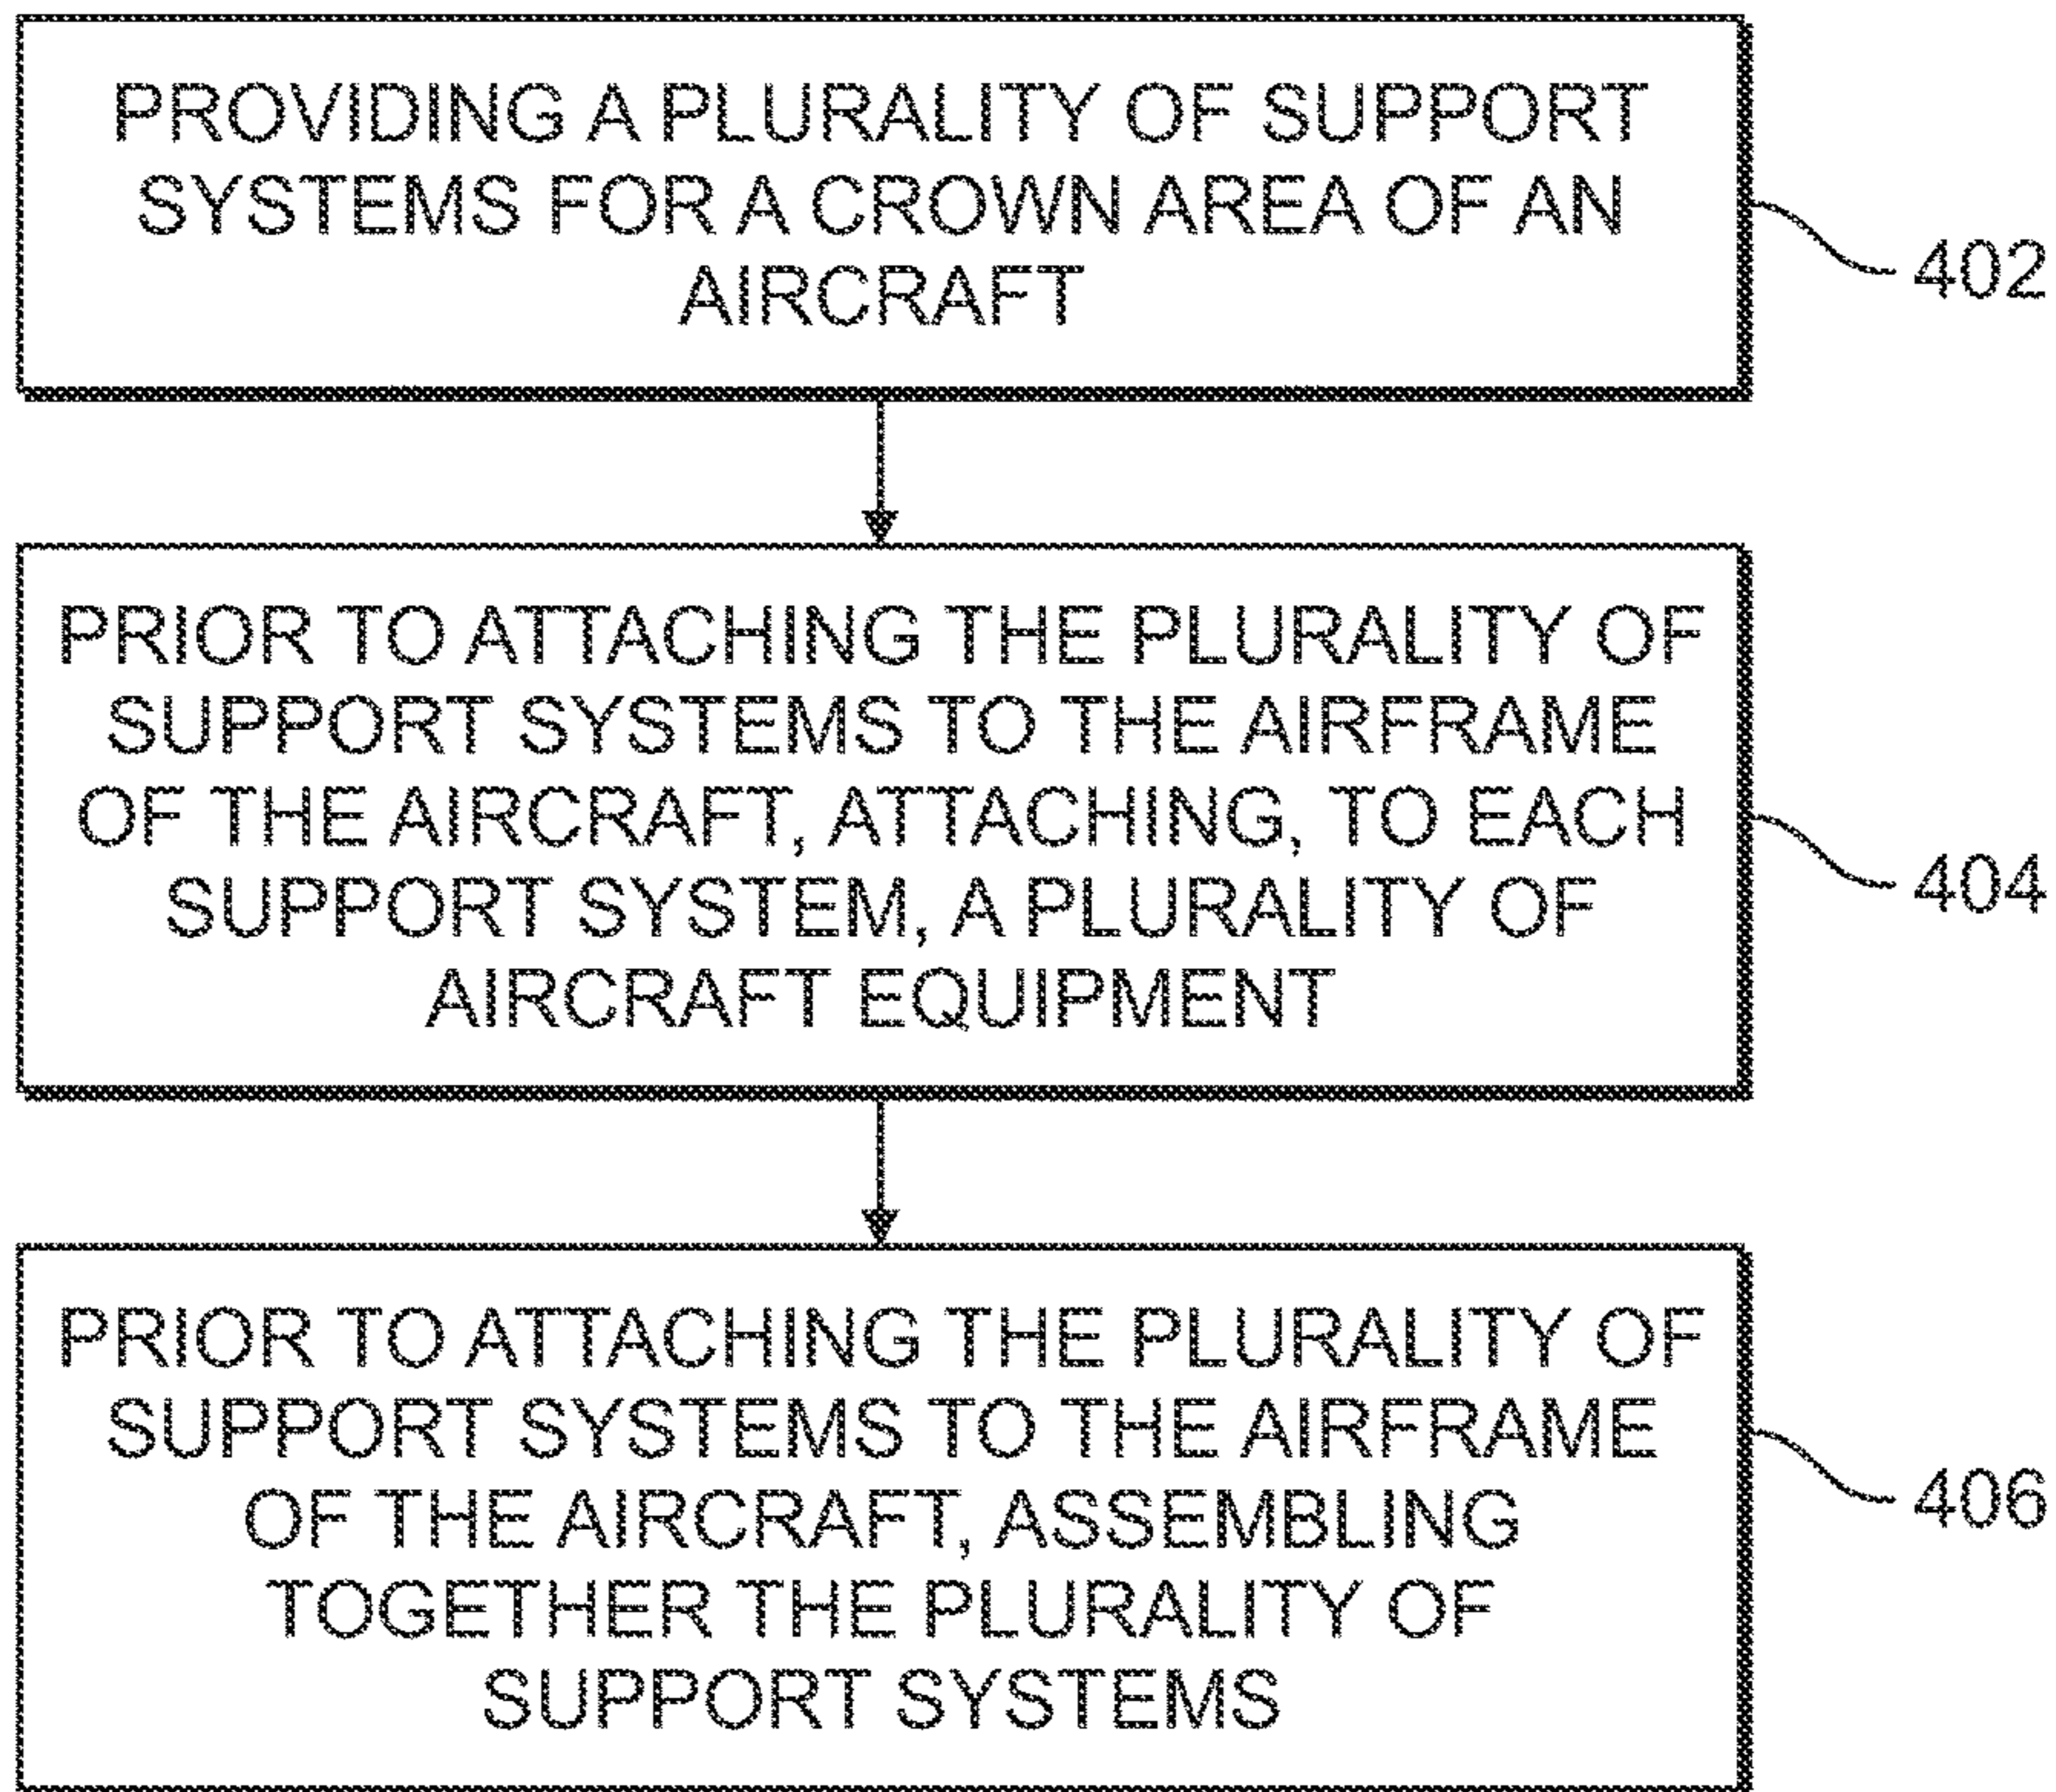 PROVIDING A PLURALITY OF SUPPORT
SYSTEMS FOR A CROWN AREA OF AN
AIRCRAFT
402
PRIOR TO ATTACHING THE PLURALITY OF
SUPPORT SYSTEMS TO THE AIRFRAME
OF THE AIRCRAFT, ATTACHING, TO EACH
SUPPORT SYSTEM, A PLURALITY OF
AIRCRAFT EQUIPMENT
404
PRIOR TO ATTACHING THE PLURALITY OF
SUPPORT SYSTEMS TO THE AIRFRAME
OF THE AIRCRAFT, ASSEMBLING
TOGETHER THE PLURALITY OF
SUPPORT SYSTEMS
406